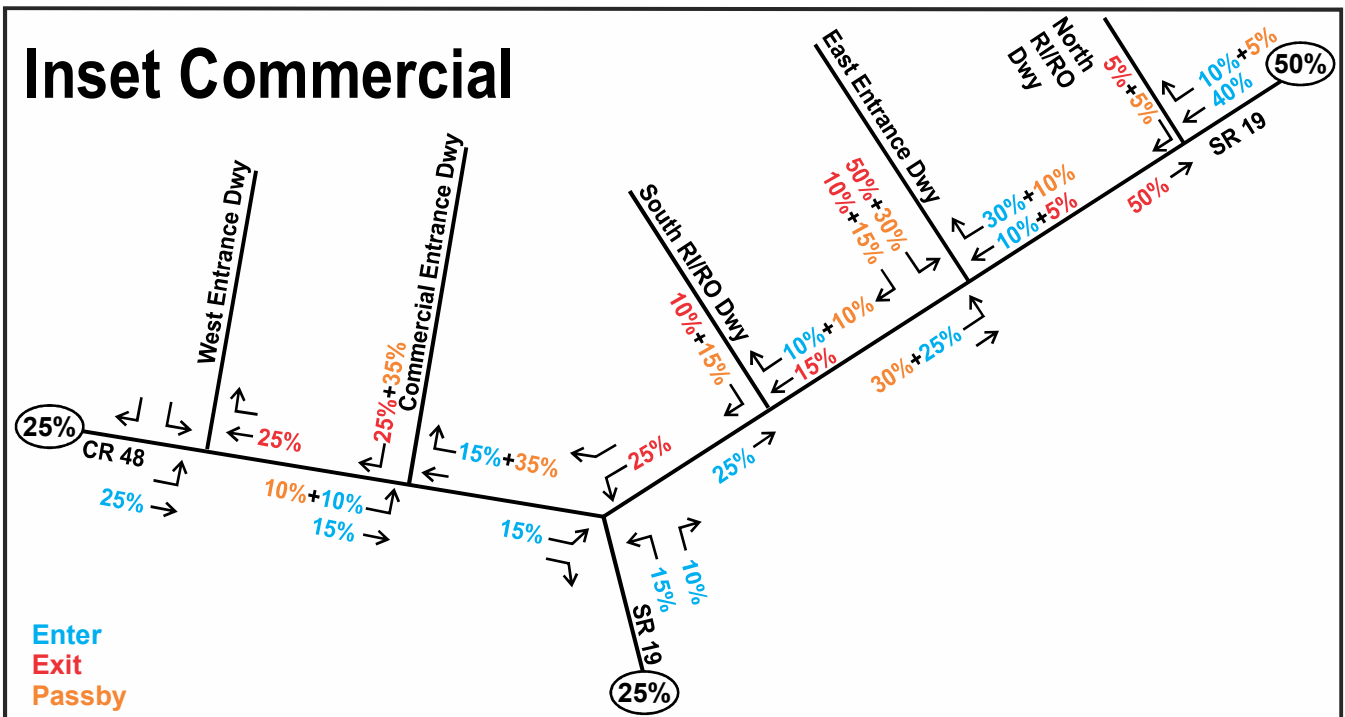 Inset Commercial
North
RI/RO
Dwy
5%+5%
10%+5%
40%
50%
SR 19
East Entrance Dwy
50%+30%
10%+15%
30%+10%
10%+5%
50%
West Entrance Dwy
Commercial Entrance Dwy
South RI/RO Dwy
10%+15%
10%+10%
15%
30%+25%
25%
CR 48
25%
25%+35%
15%+35%
25%
25%
25%
10%+10%
15%
15%
15%
10%
SR 19
25%
Enter
Exit
Passby